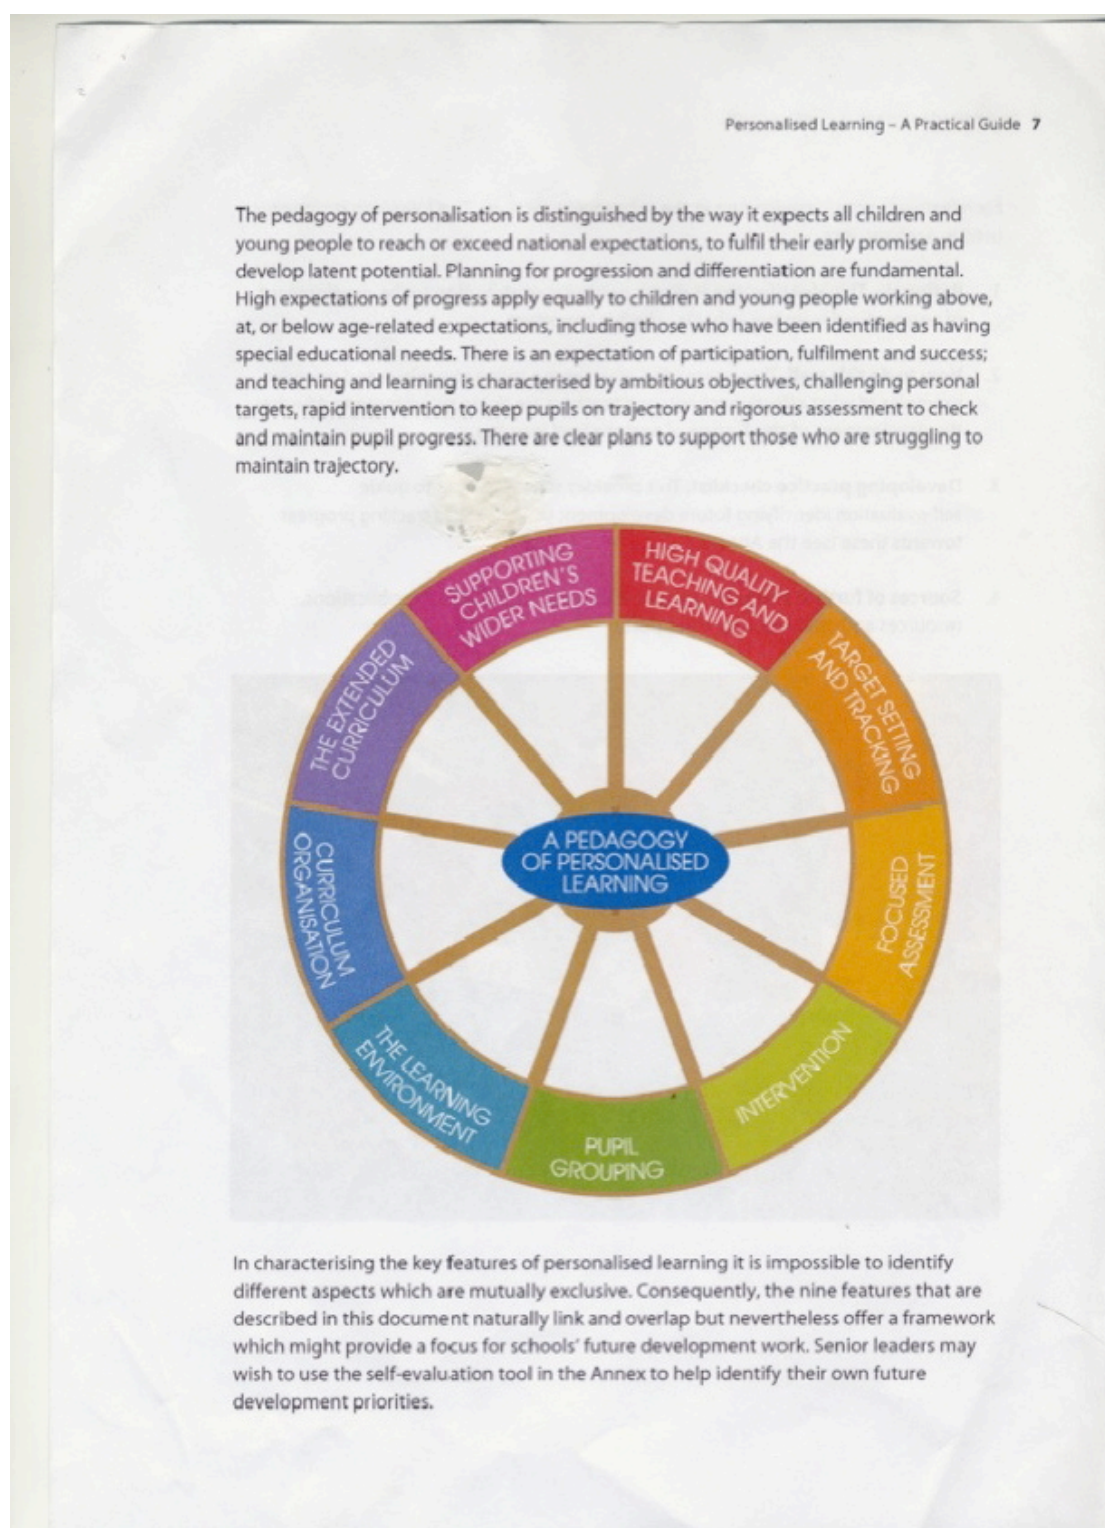 Personalised Learning – A Practical Guide 7
The pedagogy of personalisation is distinguished by the way it expects all children and
young people to reach or exceed national expectations, to fulfil their early promise and
develop latent potential. Planning for progression and differentiation are fundamental.
High expectations of progress apply equally to children and young people working above,
at, or below age-related expectations, including those who have been identified as having
special educational needs. There is an expectation of participation, fulfilment and success;
and teaching and learning is characterised by ambitious objectives, challenging personal
targets, rapid intervention to keep pupils on trajectory and rigorous assessment to check
and maintain pupil progress. There are clear plans to support those who are struggling to
maintain trajectory.
SUPPORTING
CHILDREN'S
WIDER NEEDS
HIGH QUALITY
TEACHING AND
LEARNING
TARGET SETTING
AND TRACKING
FOCUSED
ASSESSMENT
INTERVENTION
PUPIL
GROUPING
THE LEARNING
ENVIRONMENT
CURRICULUM
ORGANISATION
THE EXTENDED
CURRICULUM
A PEDAGOGY
OF PERSONALISED
LEARNING
In characterising the key features of personalised learning it is impossible to identify
different aspects which are mutually exclusive. Consequently, the nine features that are
described in this document naturally link and overlap but nevertheless offer a framework
which might provide a focus for schools' future development work. Senior leaders may
wish to use the self-evaluation tool in the Annex to help identify their own future
development priorities.